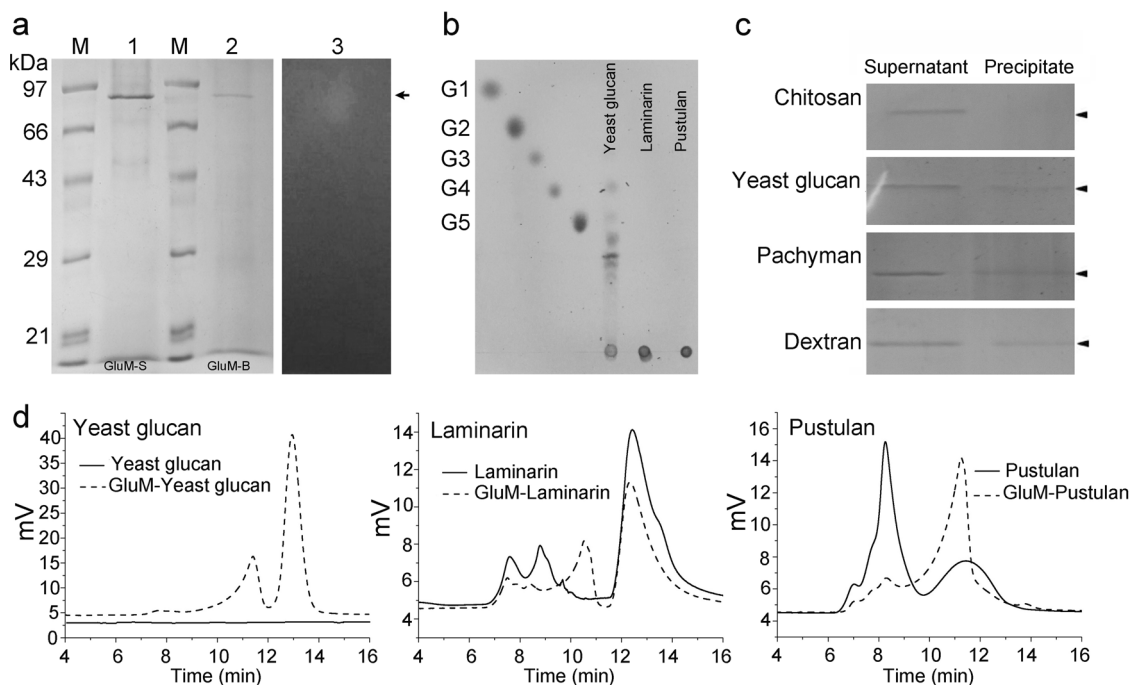 a
M 1 M 2 3
kDa
97
66
43
29
21
GluM-S GluM-B
b
G1
G2
G3
G4
G5
Yeast glucan
Laminarin
Pustulan
c
Supernatant Precipitate
Chitosan
Yeast glucan
Pachyman
Dextran
d
Yeast glucan
Yeast glucan
GluM-Yeast glucan
mV
40
35
30
25
20
15
10
5
0
4 6 8 10 12 14 16
Time (min)
Laminarin
Laminarin
GluM-Laminarin
mV
14
12
10
8
6
4
4 6 8 10 12 14 16
Time (min)
Pustulan
Pustulan
GluM-Pustulan
mV
16
14
12
10
8
6
4
4 6 8 10 12 14 16
Time (min)